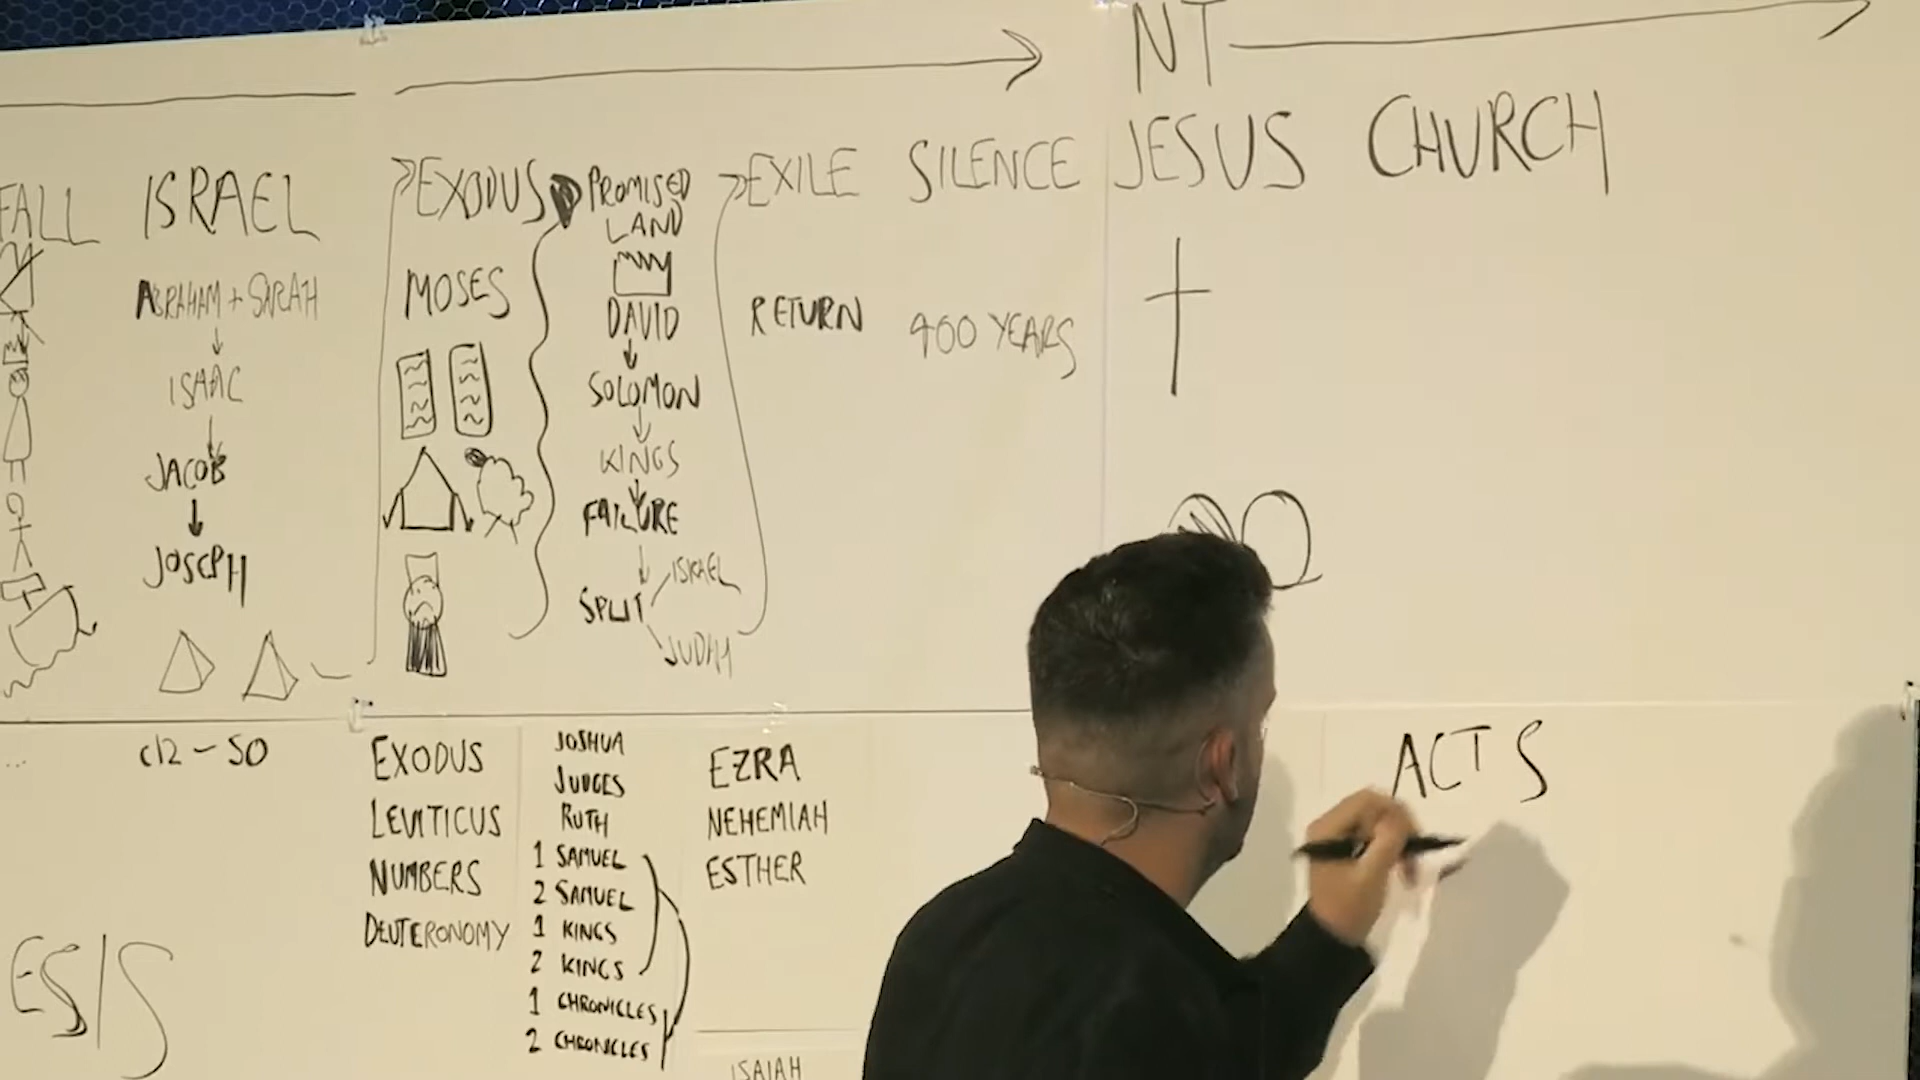 NT
FALL
ISRAEL
ABRAHAM + SARAH
ISAAC
JACOB
JOSEPH
EXODUS
MOSES
PROMISED
LAND
DAVID
SOLOMON
KINGS
FAILURE
SPLIT
ISRAEL
JUDAH
EXILE
RETURN
SILENCE
400 YEARS
JESUS
CHURCH
...
c12 - 50
ESIS
EXODUS
LEVITICUS
NUMBERS
DEUTERONOMY
JOSHUA
JUDGES
RUTH
1 SAMUEL
2 SAMUEL
1 KINGS
2 KINGS
1 CHRONICLES
2 CHRONICLES
EZRA
NEHEMIAH
ESTHER
ISAIAH
ACTS